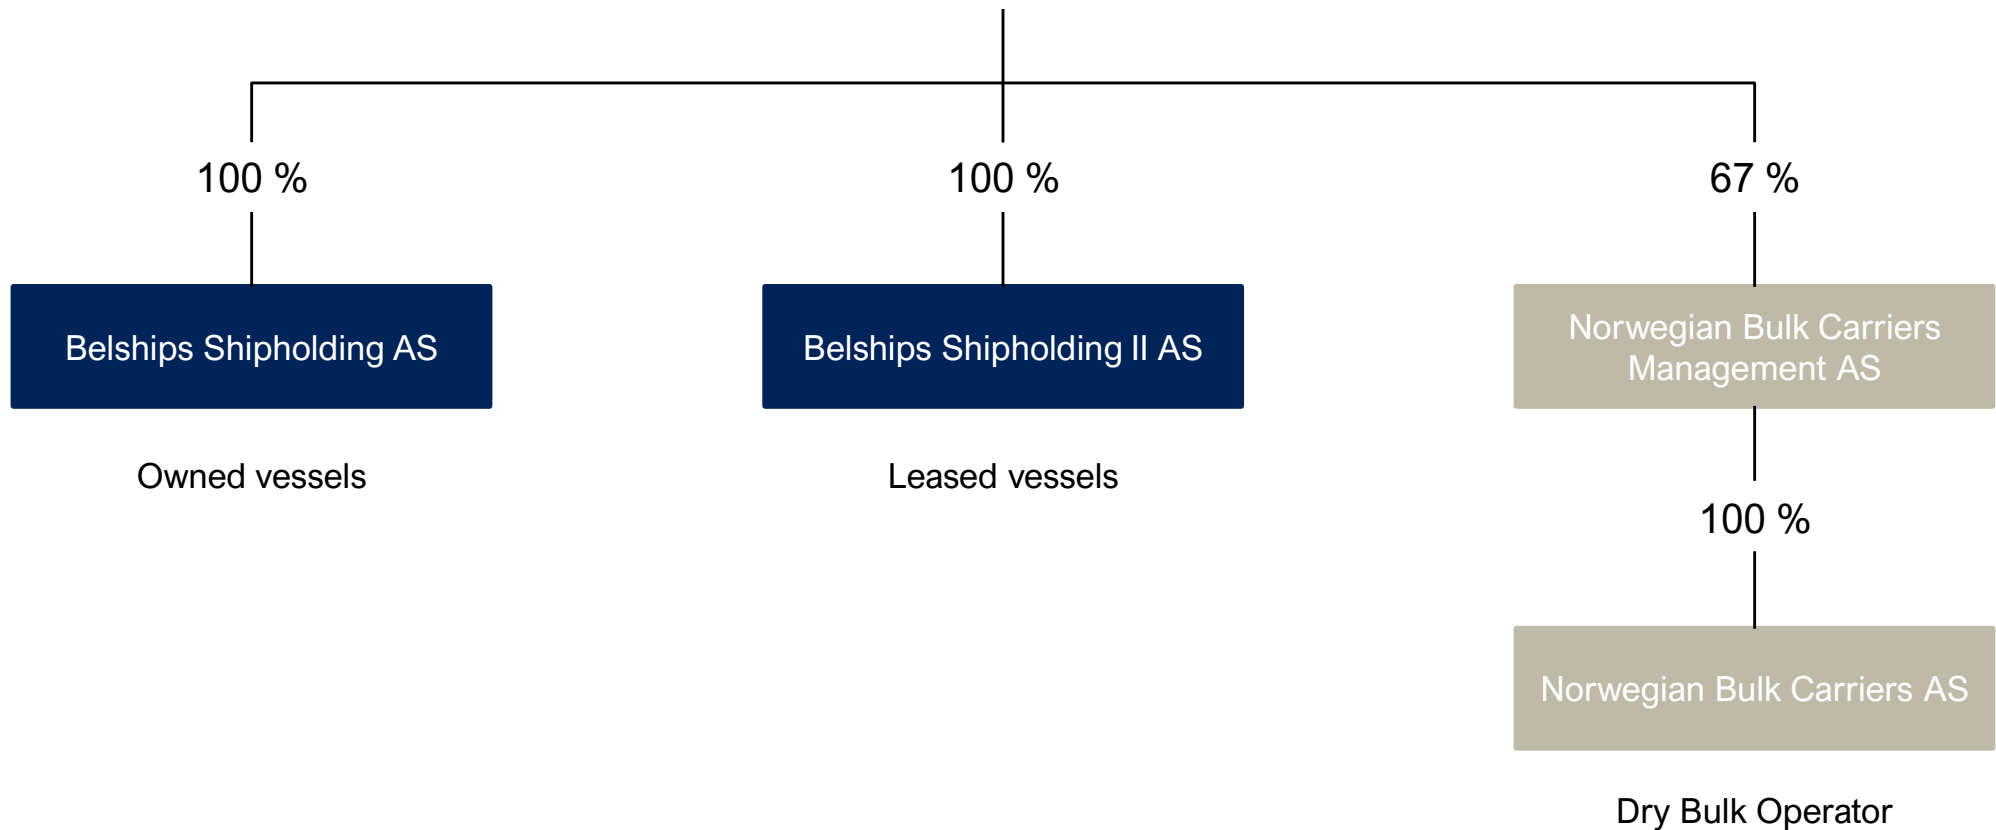 100 %
100 %
67 %
Belships Shipholding AS
Belships Shipholding II AS
Norwegian Bulk Carriers
Management AS
Owned vessels
Leased vessels
100 %
Norwegian Bulk Carriers AS
Dry Bulk Operator